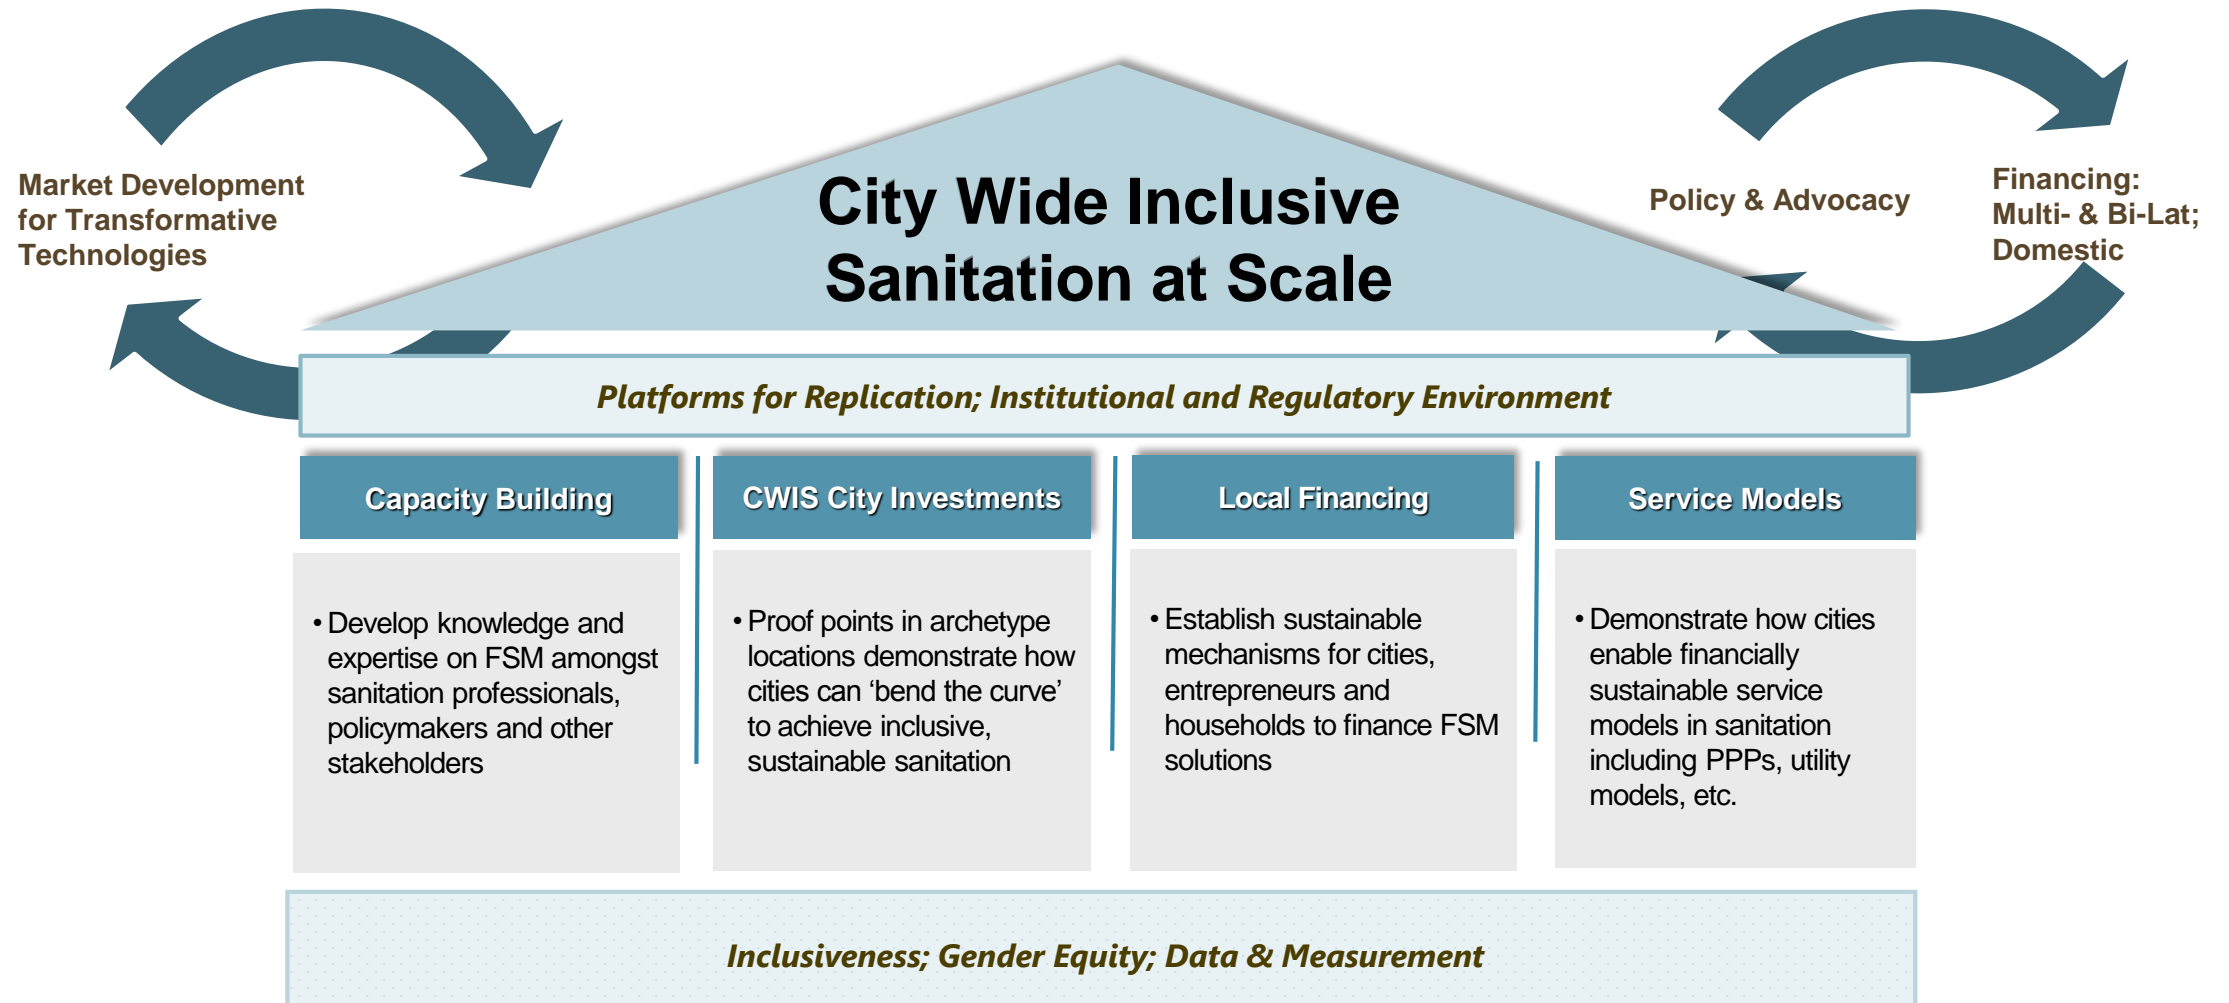 Market Development
for Transformative
Technologies
City Wide Inclusive
Sanitation at Scale
Policy & Advocacy
Financing:
Multi- & Bi-Lat;
Domestic
Platforms for Replication; Institutional and Regulatory Environment
Capacity Building
• Develop knowledge and
expertise on FSM amongst
sanitation professionals,
policymakers and other
stakeholders
CWIS City Investments
• Proof points in archetype
locations demonstrate how
cities can ‘bend the curve’
to achieve inclusive,
sustainable sanitation
Local Financing
• Establish sustainable
mechanisms for cities,
entrepreneurs and
households to finance FSM
solutions
Service Models
• Demonstrate how cities
enable financially
sustainable service
models in sanitation
including PPPs, utility
models, etc.
Inclusiveness; Gender Equity; Data & Measurement